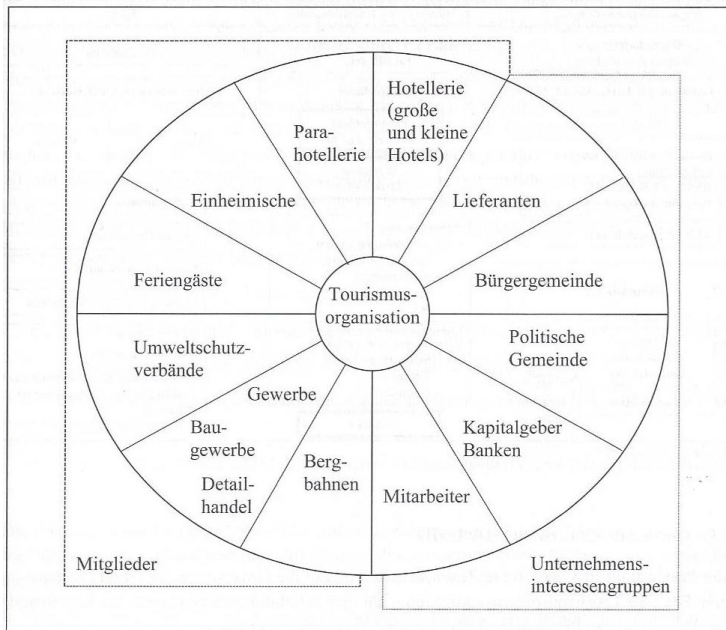 Hotellerie
(große
und kleine
Hotels)
Para-
hotellerie
Einheimische
Lieferanten
Feriengäste
Bürgergemeinde
Tourismus-
organisation
Umweltschutz-
verbände
Politische
Gemeinde
Gewerbe
Bau-
gewerbe
Detail-
handel
Berg-
bahnen
Kapitalgeber
Banken
Mitarbeiter
Mitglieder
Unternehmens-
interessengruppen